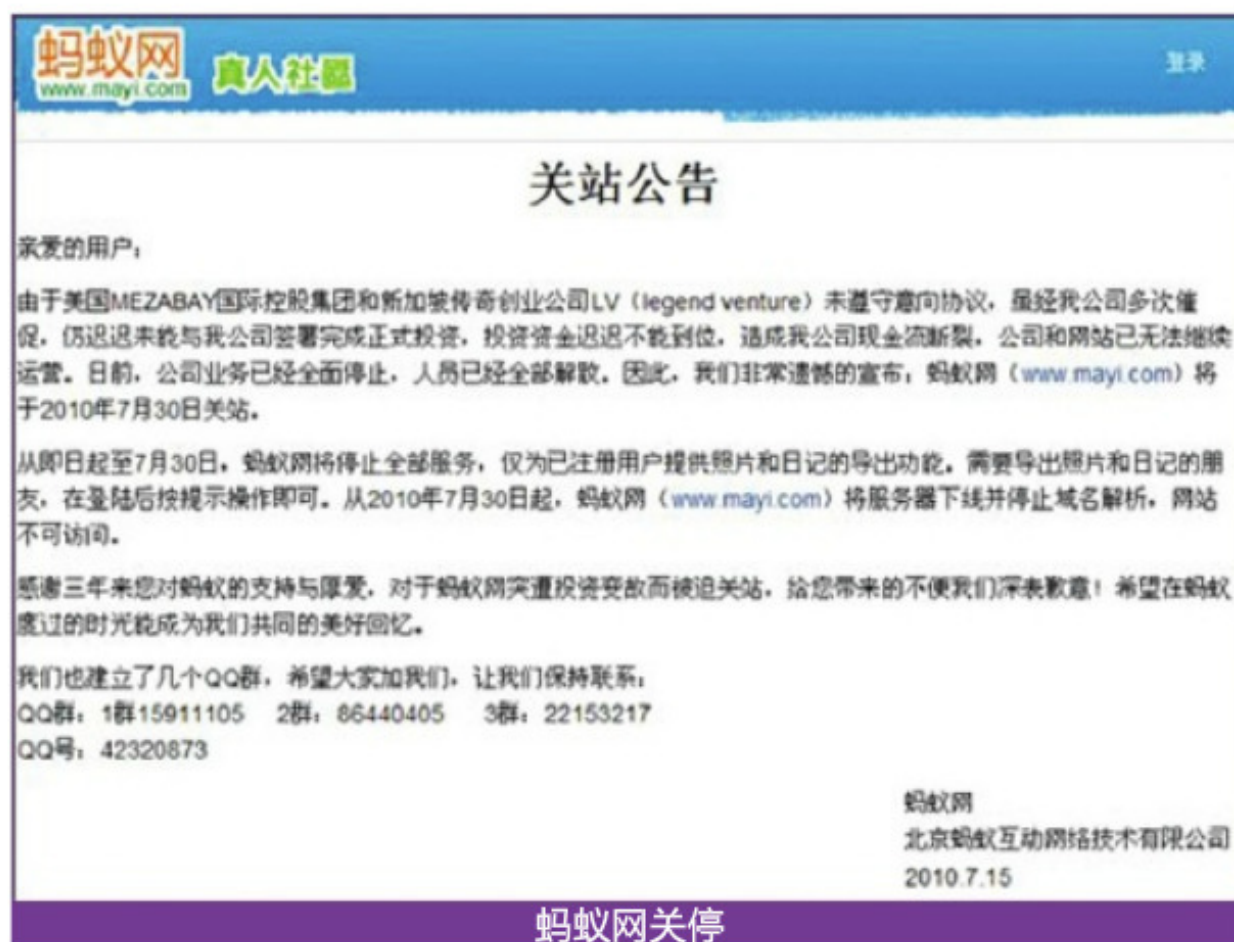 蚂蚁网
www.mayi.com
真人社區
登录
关站公告
亲爱的用户：
由于美国MEZABAY国际控股集团和新加坡传奇创业公司LV（legend venture）未遵守意向协议，虽经我公司多次催
促，仍迟迟未能与我公司签署完成正式投资，投资资金迟迟不能到位，造成我公司现金流断裂，公司和网站已无法继续
运营。日前，公司业务已经全面停止，人员已经全部解散。因此，我们非常遗憾的宣布：蚂蚁网（www.mayi.com）将
于2010年7月30日关站。
从即日起至7月30日，蚂蚁网将停止全部服务，仅为已注册用户提供照片和日记的导出功能。需要导出照片和日记的朋
友，在登陆后按提示操作即可。从2010年7月30日起，蚂蚁网（www.mayi.com）将服务器下线并停止域名解析，网站
不可访问。
感谢三年来您对蚂蚁的支持与厚爱，对于蚂蚁网突遭投资变故而被迫关站，给您带来的不便我们深表歉意！希望在蚂蚁
度过的时光能成为我们共同的美好回忆。
我们也建立了几个QQ群，希望大家加我们，让我们保持联系：
QQ群：1群15911105 2群：86440405 3群：22153217
QQ号：42320873
蚂蚁网
北京蚂蚁互动网络技术有限公司
2010.7.15
蚂蚁网关停